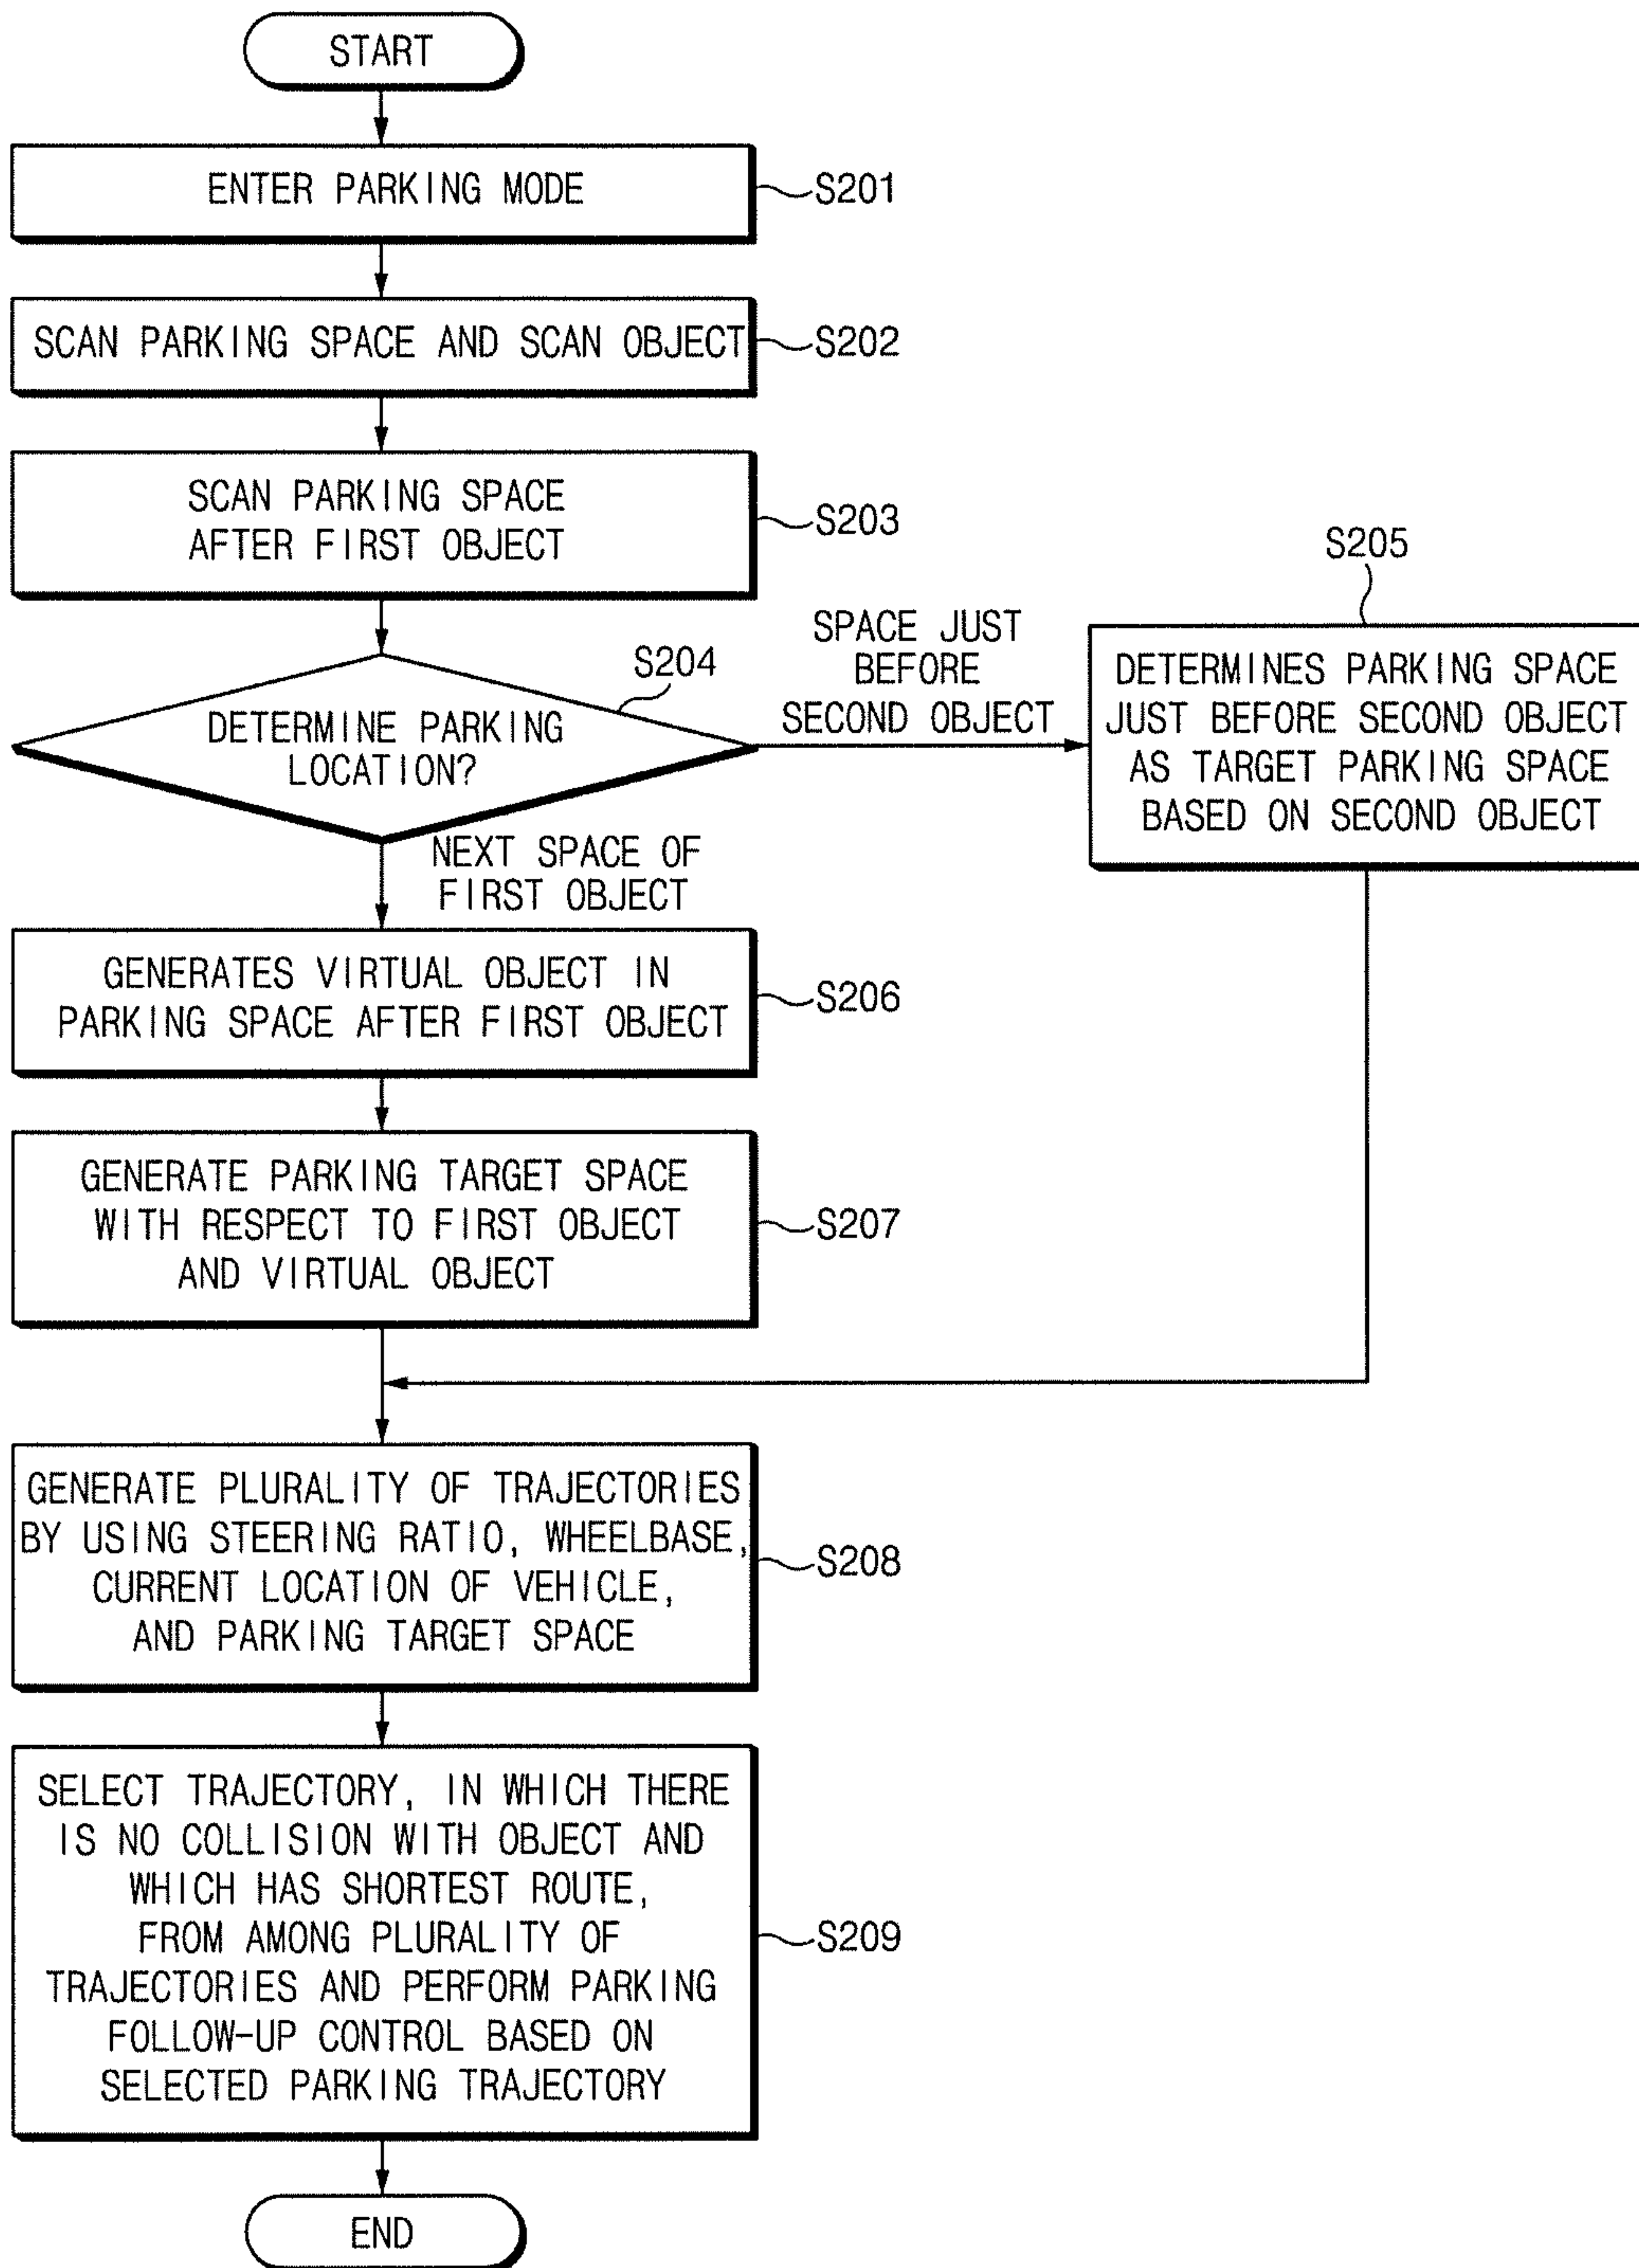 START
ENTER PARKING MODE
S201
SCAN PARKING SPACE AND SCAN OBJECT
S202
SCAN PARKING SPACE
AFTER FIRST OBJECT
S203
S204
DETERMINE PARKING
LOCATION?
SPACE JUST
BEFORE
SECOND OBJECT
S205
DETERMINES PARKING SPACE
JUST BEFORE SECOND OBJECT
AS TARGET PARKING SPACE
BASED ON SECOND OBJECT
NEXT SPACE OF
FIRST OBJECT
GENERATES VIRTUAL OBJECT IN
PARKING SPACE AFTER FIRST OBJECT
S206
GENERATE PARKING TARGET SPACE
WITH RESPECT TO FIRST OBJECT
AND VIRTUAL OBJECT
S207
GENERATE PLURALITY OF TRAJECTORIES
BY USING STEERING RATIO, WHEELBASE,
CURRENT LOCATION OF VEHICLE,
AND PARKING TARGET SPACE
S208
SELECT TRAJECTORY, IN WHICH THERE
IS NO COLLISION WITH OBJECT AND
WHICH HAS SHORTEST ROUTE,
FROM AMONG PLURALITY OF
TRAJECTORIES AND PERFORM PARKING
FOLLOW-UP CONTROL BASED ON
SELECTED PARKING TRAJECTORY
S209
END